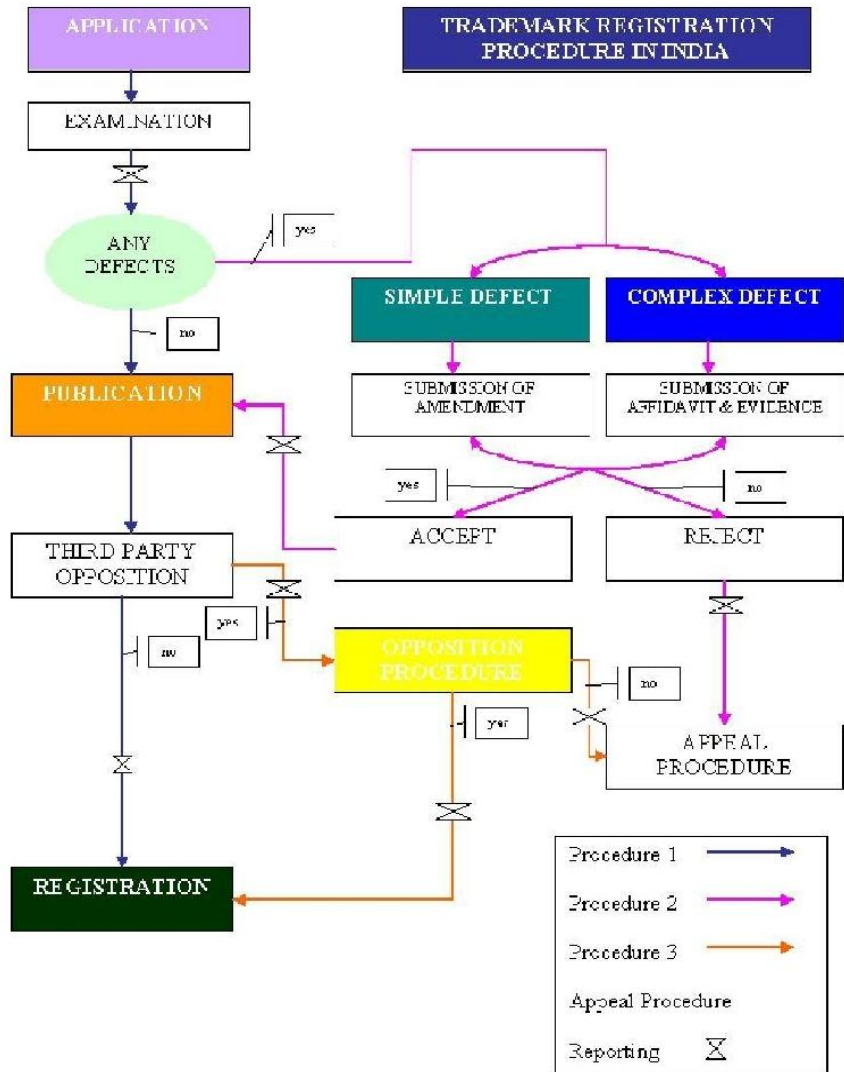 APPLICATION
TRADEMARK REGISTRATION
PROCEDURE IN INDIA
EXAMINATION
yes
ANY
DEFECTS
SIMPLE DEFECT
COMPLEX DEFECT
no
PUBLICATION
SUBMISSION OF
AMENDMENT
SUBMISSION OF
AFFIDAVIT & EVIDENCE
yes
no
ACCEPT
REJECT
THIRD PARTY
OPPOSITION
yes
no
OPPOSITION
PROCEDURE
no
yes
APPEAL
PROCEDURE
REGISTRATION
Procedure 1
Procedure 2
Procedure 3
Appeal Procedure
Reporting